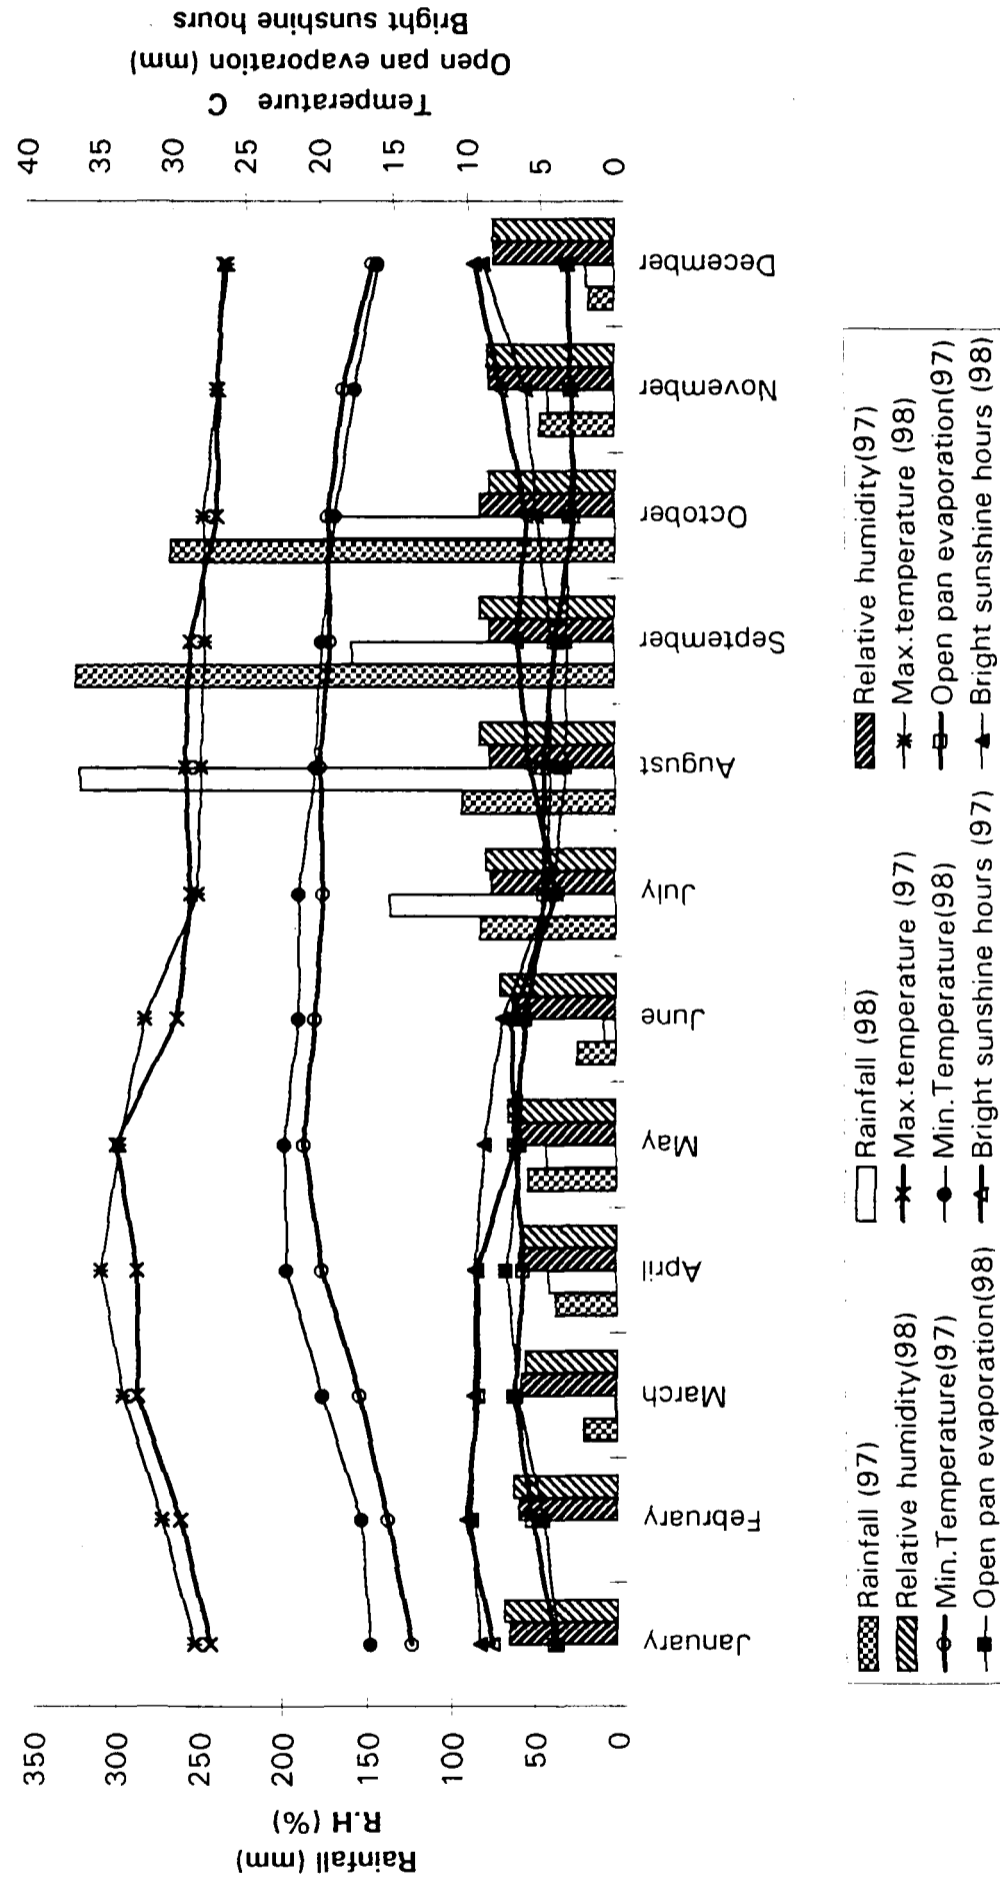 Rainfall (mm)
R.H (%)
350
300
250
200
150
100
50
0
Temperature C
Open pan evaporation (mm)
Bright sunshine hours
40
35
30
25
20
15
10
5
0
January
February
March
April
May
June
July
August
September
October
November
December
Rainfall (97)
Rainfall (98)
Relative humidity(97)
Relative humidity(98)
Max.temperature (97)
Max.temperature (98)
Min.Temperature(97)
Min.Temperature(98)
Open pan evaporation(97)
Open pan evaporation(98)
Bright sunshine hours (97)
Bright sunshine hours (98)